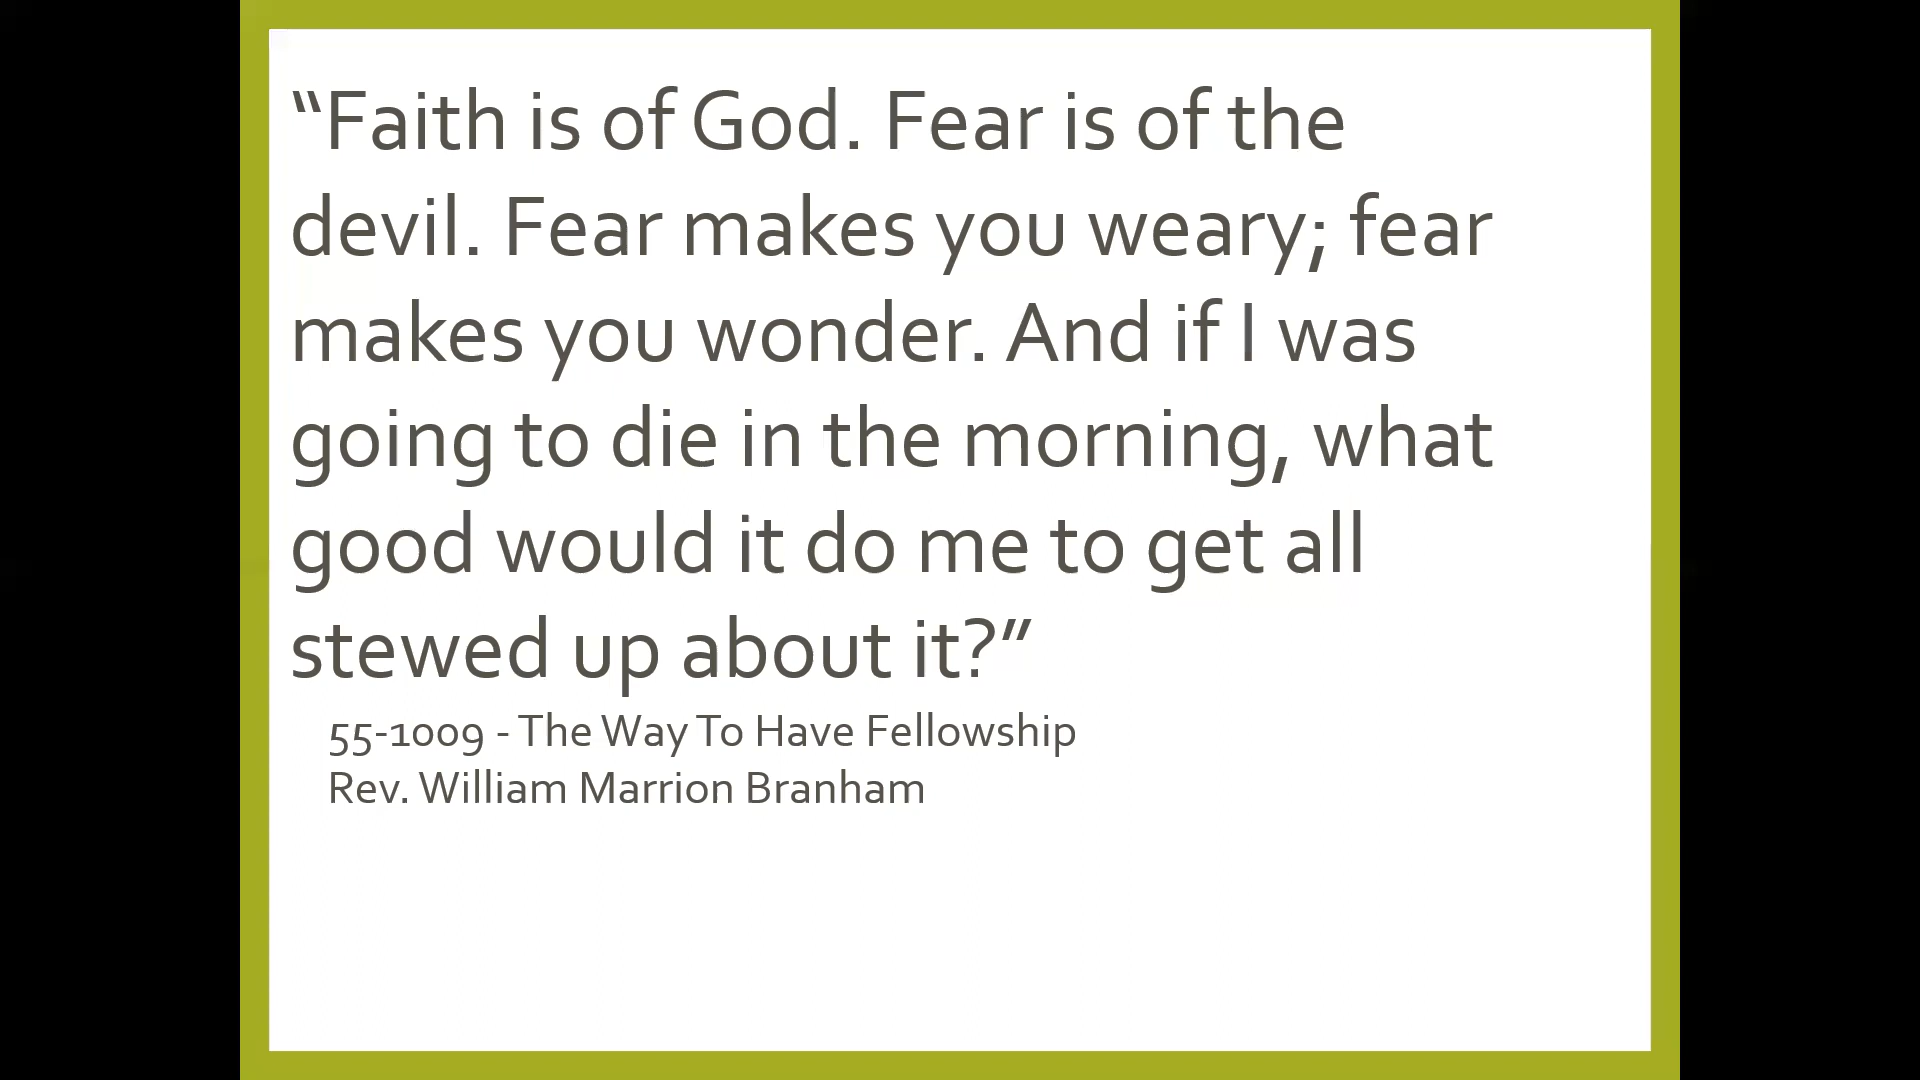 “Faith is of God. Fear is of the
devil. Fear makes you weary; fear
makes you wonder. And if I was
going to die in the morning, what
good would it do me to get all
stewed up about it?”
55-1009 - The Way To Have Fellowship
Rev. William Marrion Branham